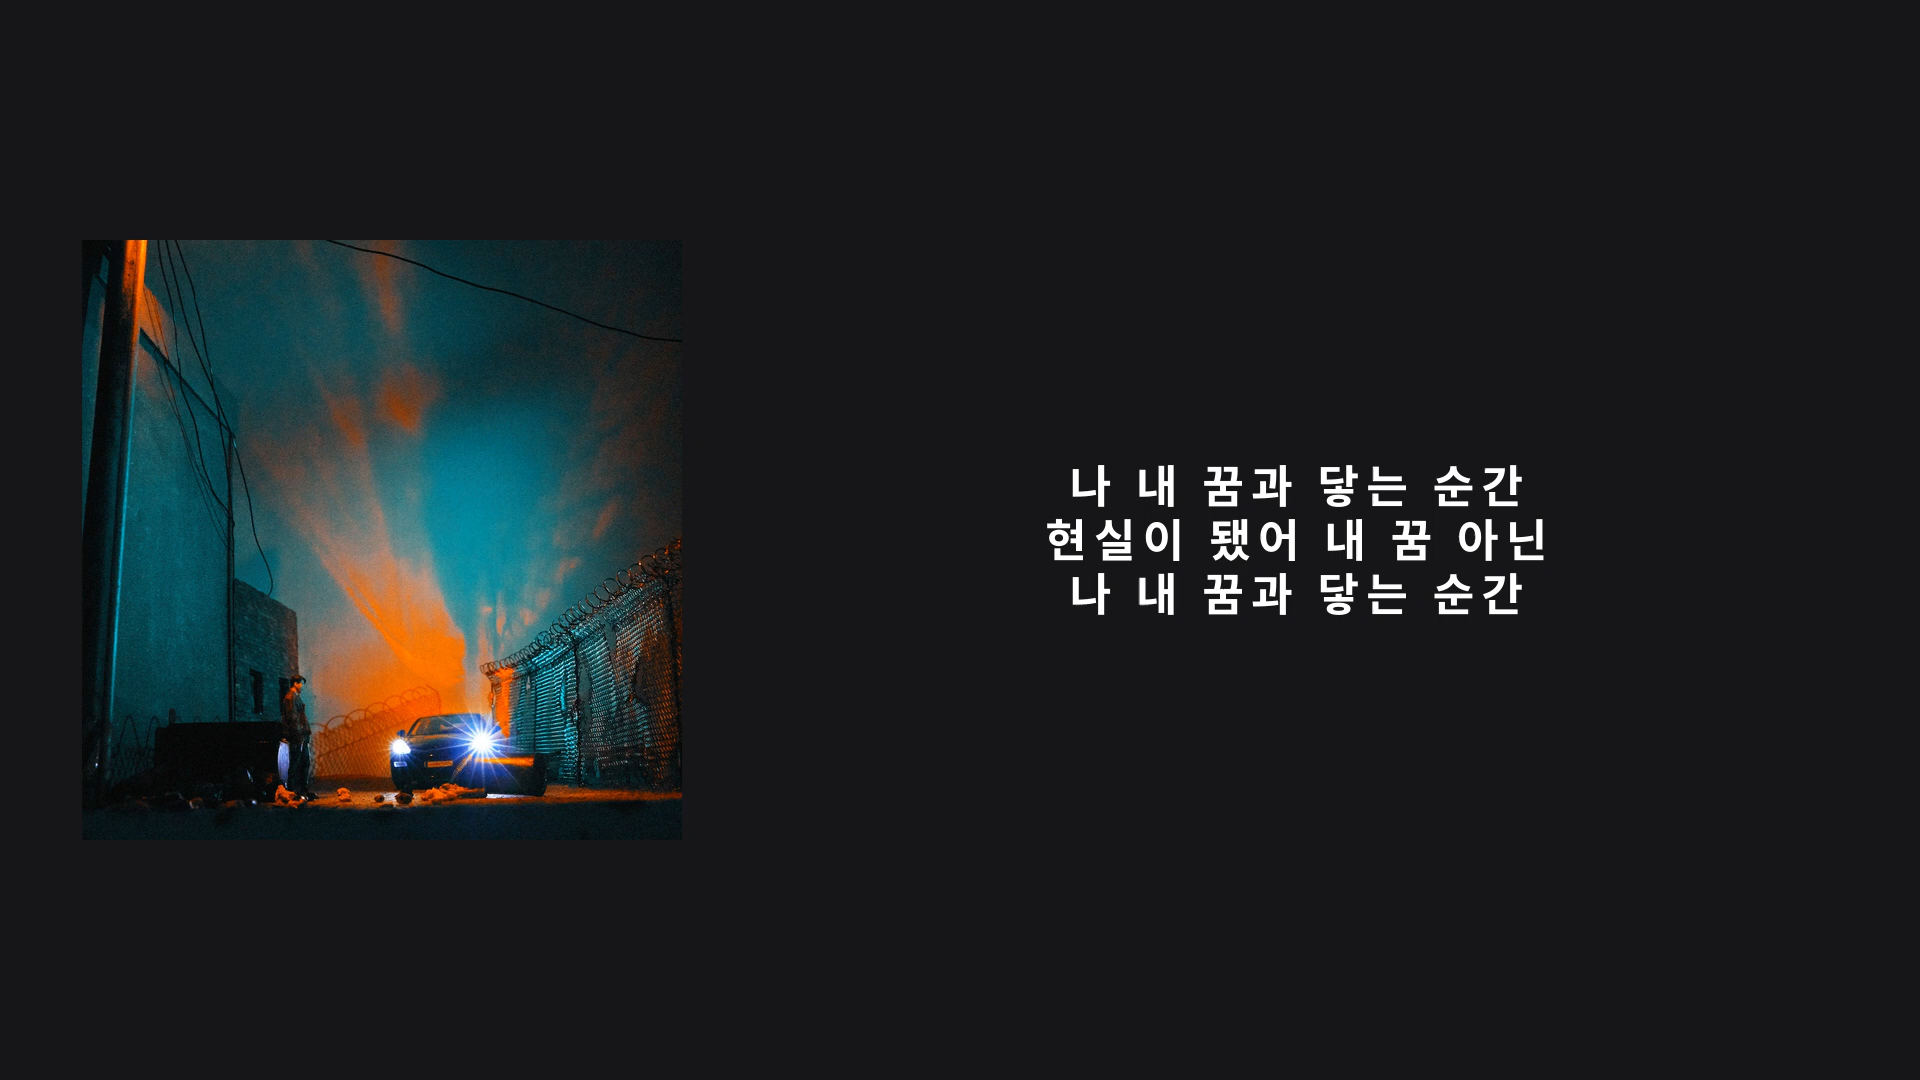 나 내 꿈과 닿는 순간
현실이 됐어 내 꿈 아닌
나 내 꿈과 닿는 순간